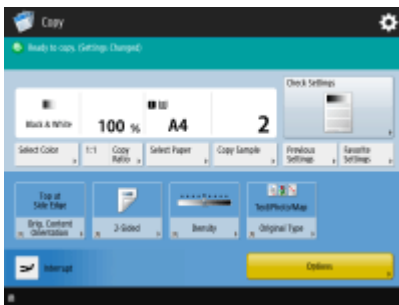 Copy
Ready to copy. (Settings Changed)
Check Settings
Black & White
100 %
A4
2
Select Color
1:1
Copy Ratio
Select Paper
Copy Sample
Previous Settings
Favorite Settings
Top at
Side Edge
Orig. Content
Orientation
2-Sided
Density
Text/Photo/Map
Original Type
Interrupt
Options